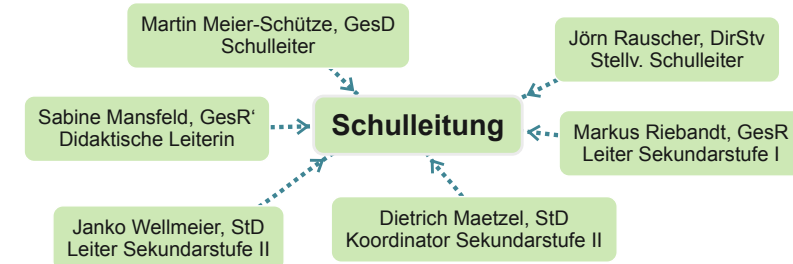 Martin Meier-Schütze, GesD
Schulleiter
Jörn Rauscher, DirStv
Stellv. Schulleiter
Sabine Mansfeld, GesR‘
Didaktische Leiterin
Schulleitung
Markus Riebandt, GesR
Leiter Sekundarstufe I
Janko Wellmeier, StD
Leiter Sekundarstufe II
Dietrich Maetzel, StD
Koordinator Sekundarstufe II